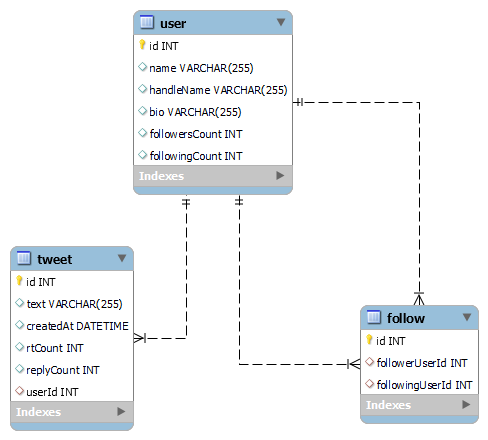 user
id INT
name VARCHAR(255)
handleName VARCHAR(255)
bio VARCHAR(255)
followersCount INT
followingCount INT
Indexes
tweet
id INT
text VARCHAR(255)
createdAt DATETIME
rtCount INT
replyCount INT
userId INT
Indexes
follow
id INT
followerUserId INT
followingUserId INT
Indexes